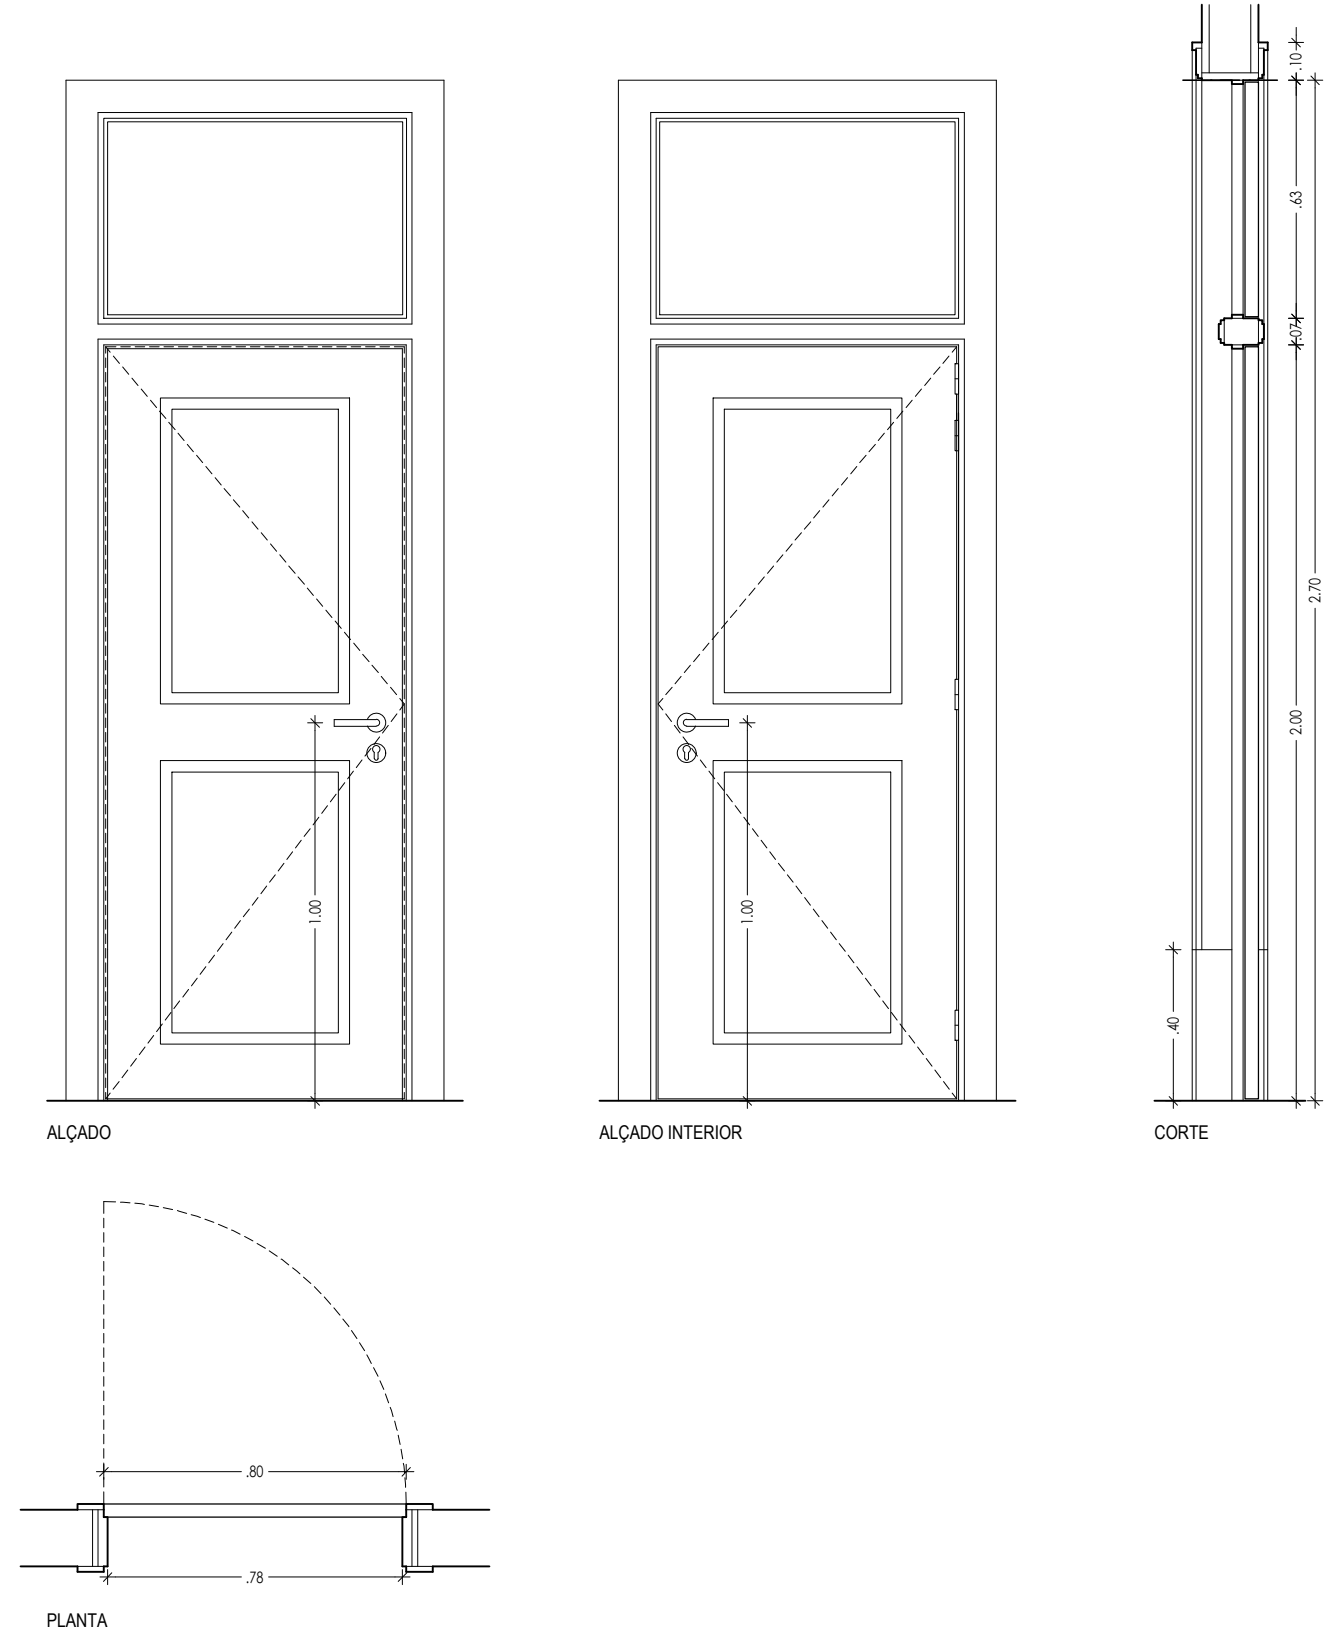 .10
.63
.07
2.70
2.00
1.00
1.00
.40
ALÇADO
ALÇADO INTERIOR
CORTE
.80
.78
PLANTA